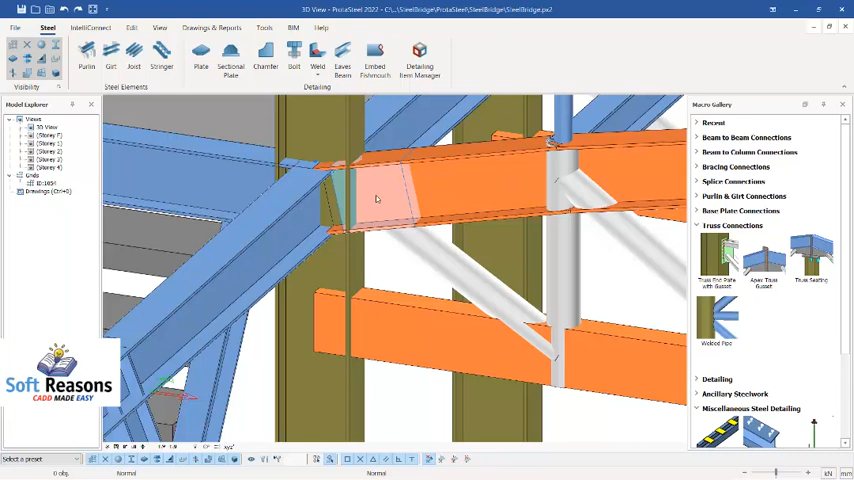 3D View - ProtaSteel 2022 - C:\...\SteelBridge\ProtaSteel\SteelBridge\SteelBridge.px2
File Steel IntelliConnect Edit View Drawings & Reports Tools BIM Help
Purlin Girt Joist Stringer Plate Sectional Plate Chamfer Bolt Weld Eaves Beam Embed Fishmouth Detailing Item Manager
Visibility Steel Elements Detailing
Model Explorer
Views
3D View
(Storey F)
(Storey 1)
(Storey 2)
(Storey 3)
(Storey 4)
Grids
ID:1054
Drawings (Ctrl+D)
Soft Reasons
CADD MADE EASY
Macro Gallery
Recent
Beam to Beam Connections
Beam to Column Connections
Bracing Connections
Splice Connections
Purlin & Girt Connections
Base Plate Connections
Truss Connections
Truss End Plate with Gusset
Apex Truss Gusset
Truss Seating
Welded Pipe
Detailing
Ancillary Steelwork
Miscellaneous Steel Detailing
Select a preset
0 obj. Normal Normal kN mm